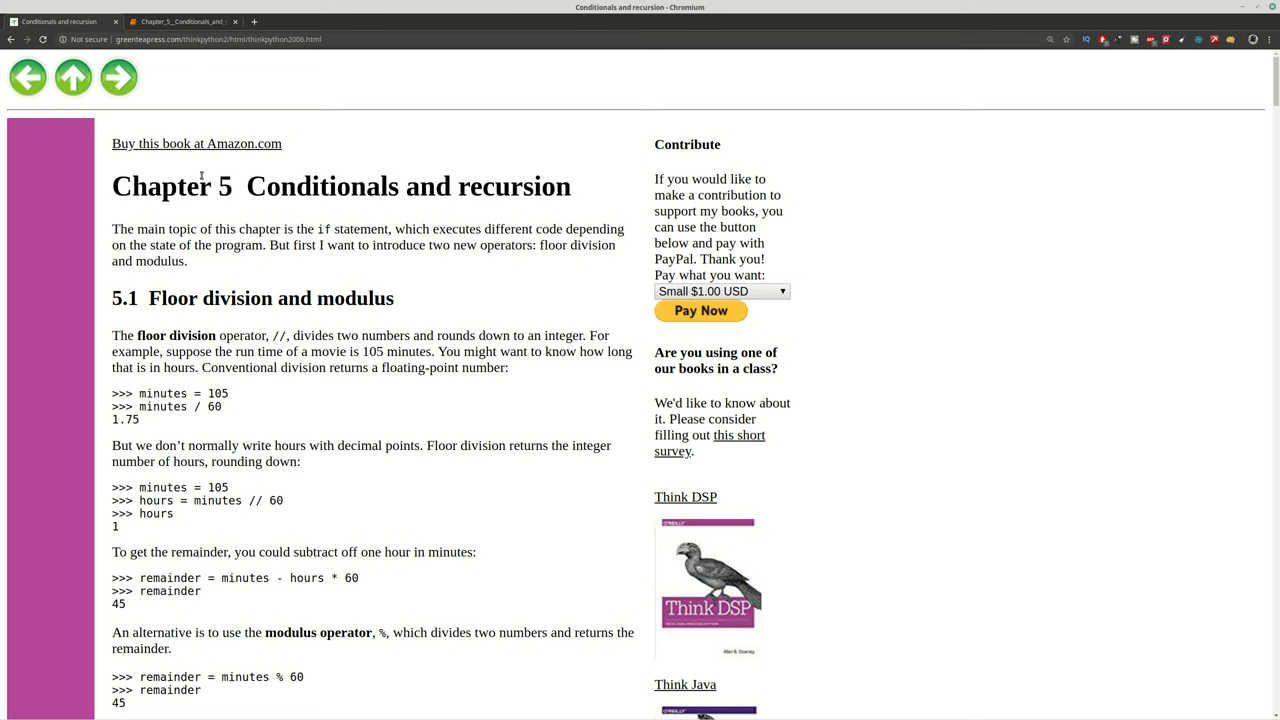 Conditionals and recursion - Chromium
Conditionals and recursion
Chapter_5__Conditionals_and_
Not secure
greenteapress.com/thinkpython2/html/thinkpython2006.html
Buy this book at Amazon.com
Chapter 5  Conditionals and recursion
The main topic of this chapter is the if statement, which executes different code depending
on the state of the program. But first I want to introduce two new operators: floor division
and modulus.
5.1  Floor division and modulus
The floor division operator, //, divides two numbers and rounds down to an integer. For
example, suppose the run time of a movie is 105 minutes. You might want to know how long
that is in hours. Conventional division returns a floating-point number:
>>> minutes = 105
>>> minutes / 60
1.75
But we don’t normally write hours with decimal points. Floor division returns the integer
number of hours, rounding down:
>>> minutes = 105
>>> hours = minutes // 60
>>> hours
1
To get the remainder, you could subtract off one hour in minutes:
>>> remainder = minutes - hours * 60
>>> remainder
45
An alternative is to use the modulus operator, %, which divides two numbers and returns the
remainder.
>>> remainder = minutes % 60
>>> remainder
45
Contribute
If you would like to
make a contribution to
support my books, you
can use the button
below and pay with
PayPal. Thank you!
Pay what you want:
Small $1.00 USD
Pay Now
Are you using one of
our books in a class?
We'd like to know about
it. Please consider
filling out this short
survey.
Think DSP
O'REILLY
Think DSP
Allen B. Downey
Think Java
O'REILLY